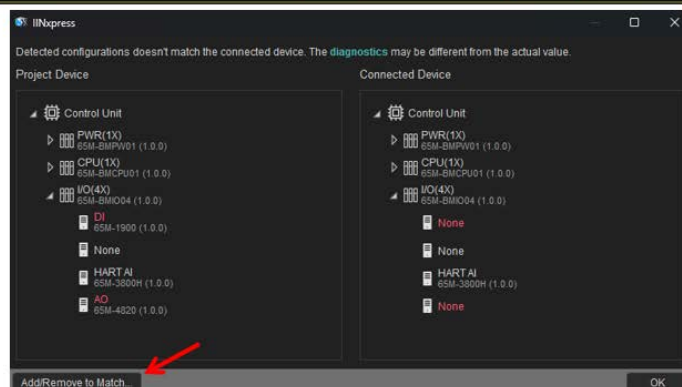 IINxpress
Detected configurations doesn't match the connected device. The diagnostics may be different from the actual value.
Project Device
Control Unit
PWR(1X)
65M-BMPW01 (1.0.0)
CPU(1X)
65M-BMCPU01 (1.0.0)
I/O(4X)
65M-BMIO04 (1.0.0)
DI
65M-1900 (1.0.0)
None
HART AI
65M-3800H (1.0.0)
AO
65M-4820 (1.0.0)
Connected Device
Control Unit
PWR(1X)
65M-BMPW01 (1.0.0)
CPU(1X)
65M-BMCPU01 (1.0.0)
I/O(4X)
65M-BMIO04 (1.0.0)
None
None
HART AI
65M-3800H (1.0.0)
None
Add/Remove to Match...
OK